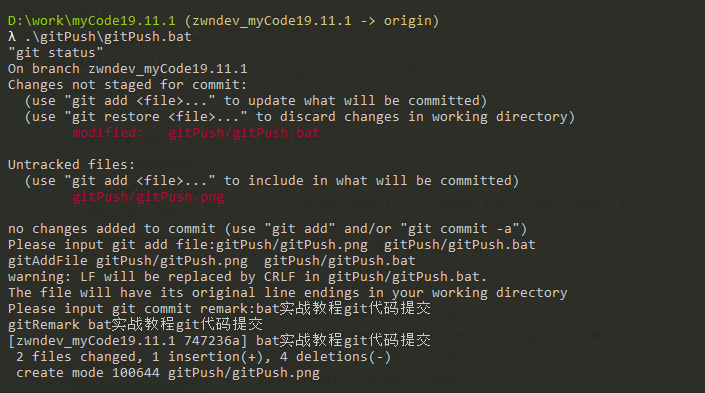 D:\work\myCode19.11.1 (zwndev_myCode19.11.1 -> origin)
λ .\gitPush\gitPush.bat
"git status"
On branch zwndev_myCode19.11.1
Changes not staged for commit:
  (use "git add <file>..." to update what will be committed)
  (use "git restore <file>..." to discard changes in working directory)
        modified:   gitPush/gitPush.bat

Untracked files:
  (use "git add <file>..." to include in what will be committed)
        gitPush/gitPush.png

no changes added to commit (use "git add" and/or "git commit -a")
Please input git add file:gitPush/gitPush.png  gitPush/gitPush.bat
gitAddFile gitPush/gitPush.png  gitPush/gitPush.bat
warning: LF will be replaced by CRLF in gitPush/gitPush.bat.
The file will have its original line endings in your working directory
Please input git commit remark:bat实战教程git代码提交
gitRemark bat实战教程git代码提交
[zwndev_myCode19.11.1 747236a] bat实战教程git代码提交
 2 files changed, 1 insertion(+), 4 deletions(-)
 create mode 100644 gitPush/gitPush.png